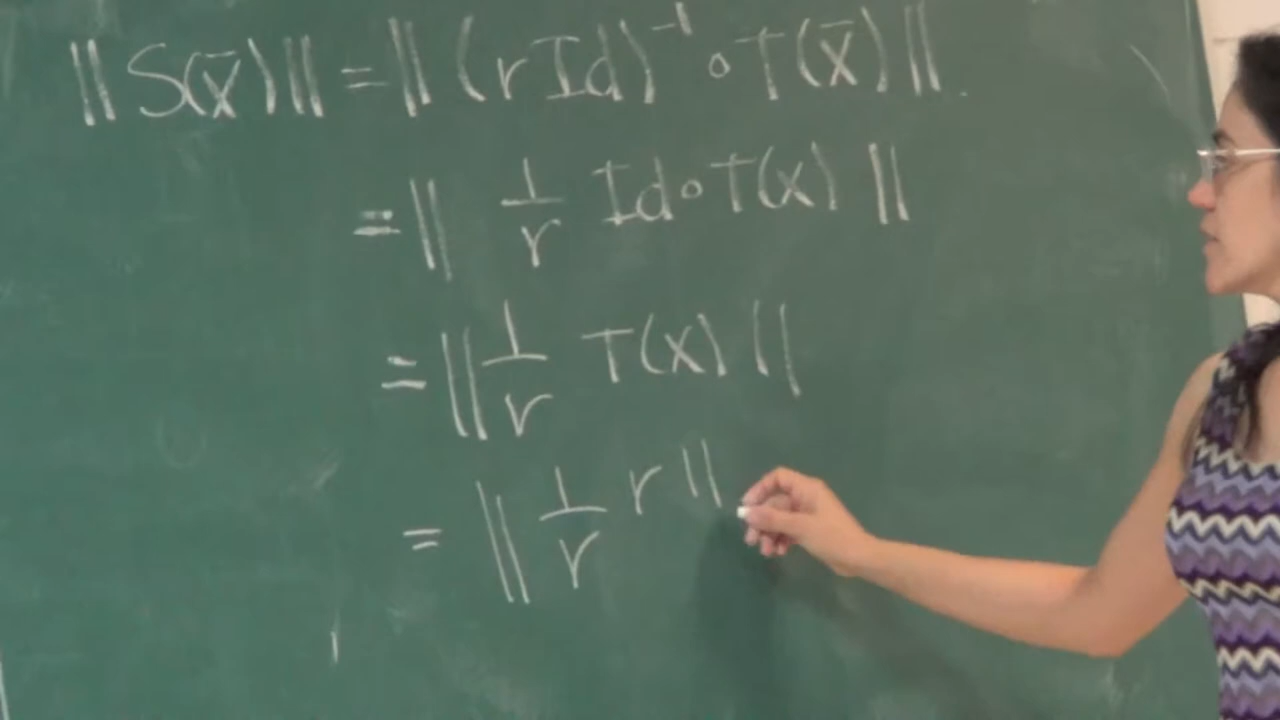 ‖ S(x̄) ‖ = ‖ (r Id)⁻¹ ∘ T(x̄) ‖.
= ‖ 1/r Id ∘ T(x) ‖
= ‖ 1/r T(x) ‖
= ‖ 1/r r ‖